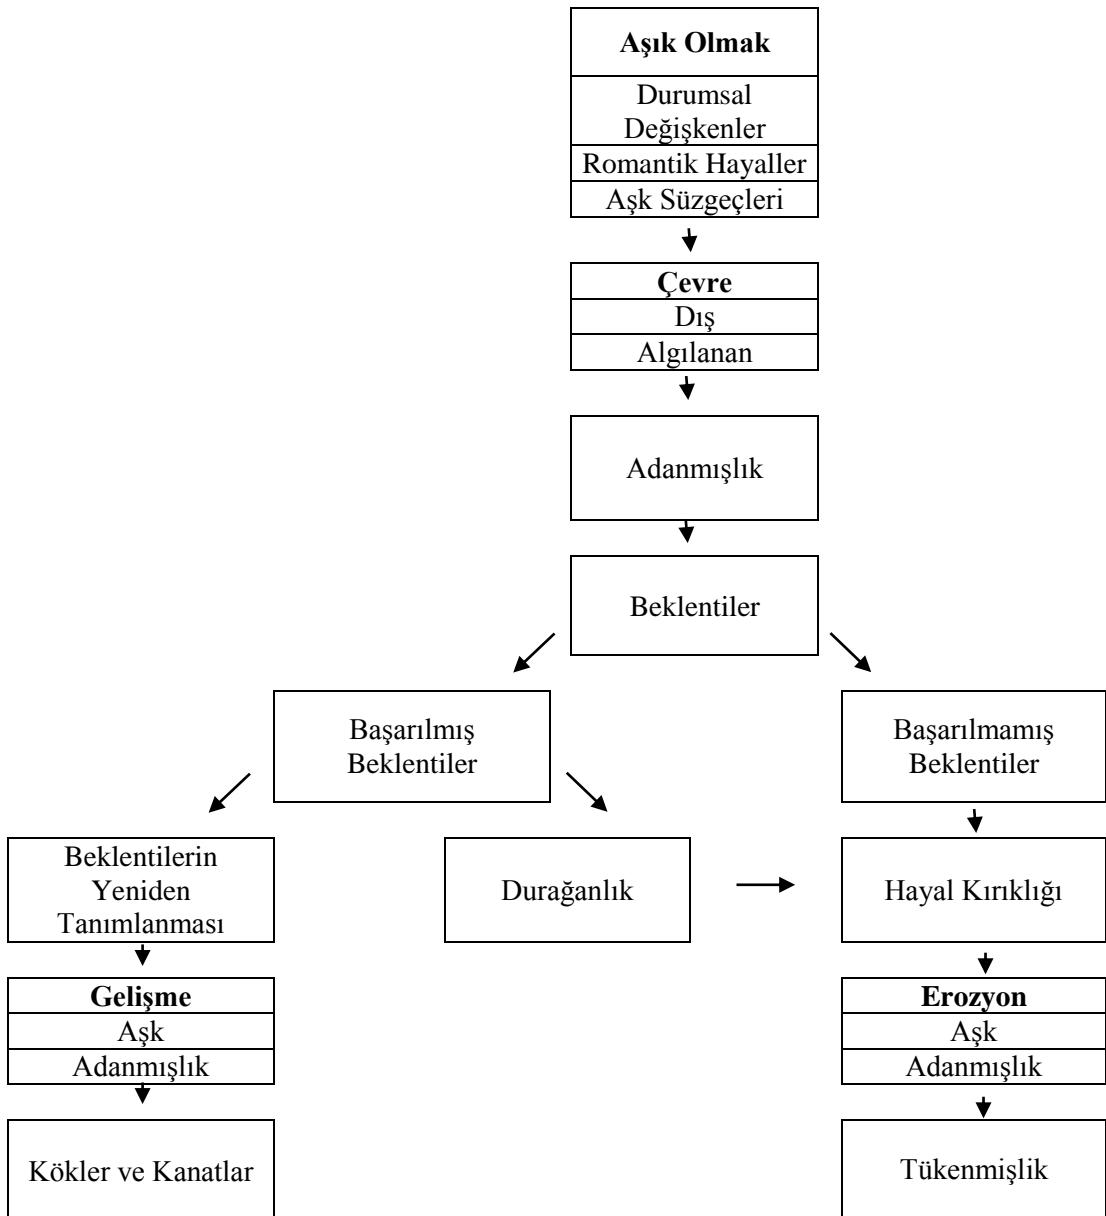 Aşık Olmak
Durumsal
Değişkenler
Romantik Hayaller
Aşk Süzgeçleri
Çevre
Dış
Algılanan
Adanmışlık
Beklentiler
Başarılmış
Beklentiler
Başarılmamış
Beklentiler
Beklentilerin
Yeniden
Tanımlanması
Durağanlık
Hayal Kırıklığı
Gelişme
Aşk
Adanmışlık
Erozyon
Aşk
Adanmışlık
Kökler ve Kanatlar
Tükenmişlik